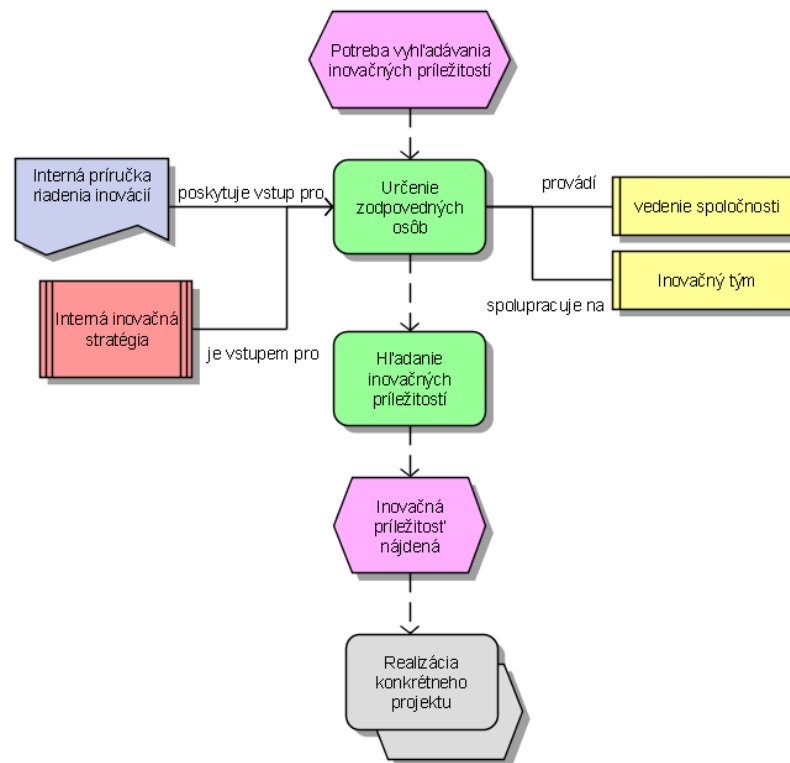 Potreba vyhľadávania
inovačných príležitostí
Interná príručka
riadenia inovácií
poskytuje vstup pro
Určenie
zodpovedných
osôb
provádí
vedenie spoločnosti
Inovačný tým
spolupracuje na
Interná inovačná
stratégia
je vstupem pro
Hľadanie
inovačných
príležitostí
Inovačná
príležitosť
nájdená
Realizácia
konkrétneho
projektu